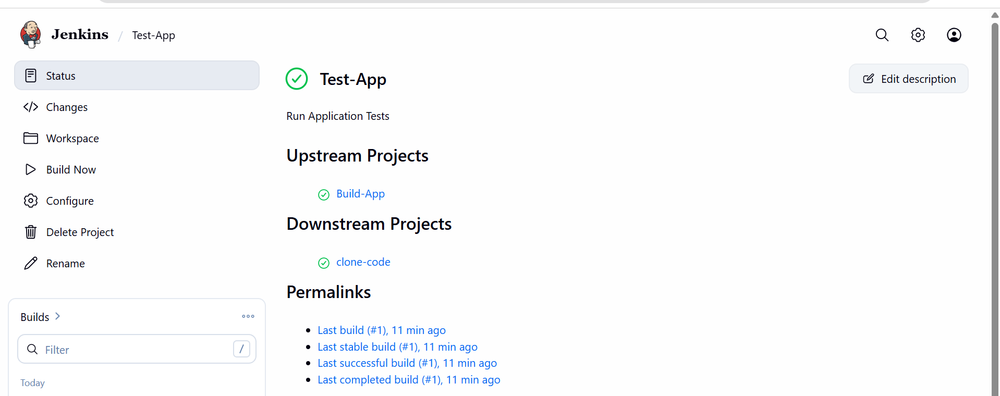 Jenkins / Test-App
Status
Changes
Workspace
Build Now
Configure
Delete Project
Rename
Builds
Filter /
Today
Test-App
Edit description
Run Application Tests
Upstream Projects
Build-App
Downstream Projects
clone-code
Permalinks
Last build (#1), 11 min ago
Last stable build (#1), 11 min ago
Last successful build (#1), 11 min ago
Last completed build (#1), 11 min ago